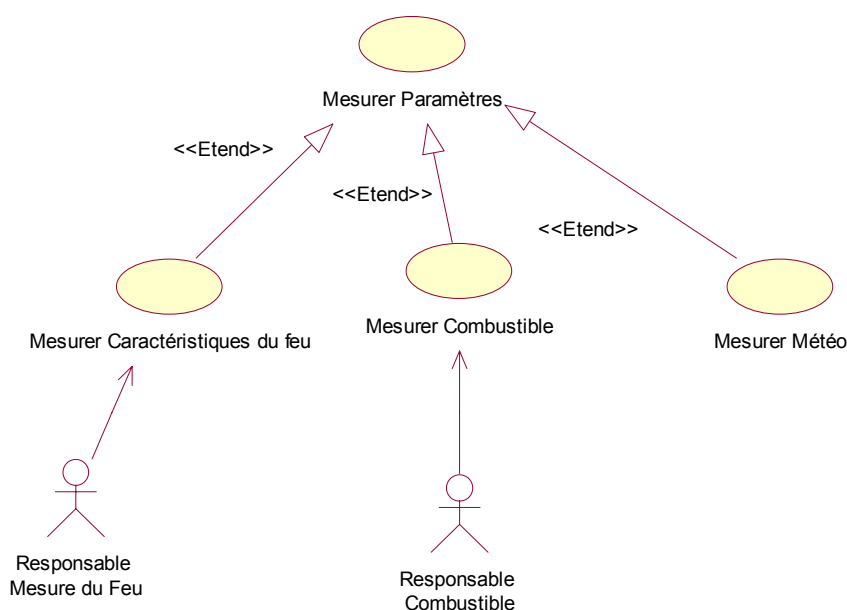 Mesurer Paramètres
<<Etend>>
<<Etend>>
<<Etend>>
Mesurer Caractéristiques du feu
Mesurer Combustible
Mesurer Météo
Responsable
Mesure du Feu
Responsable
Combustible